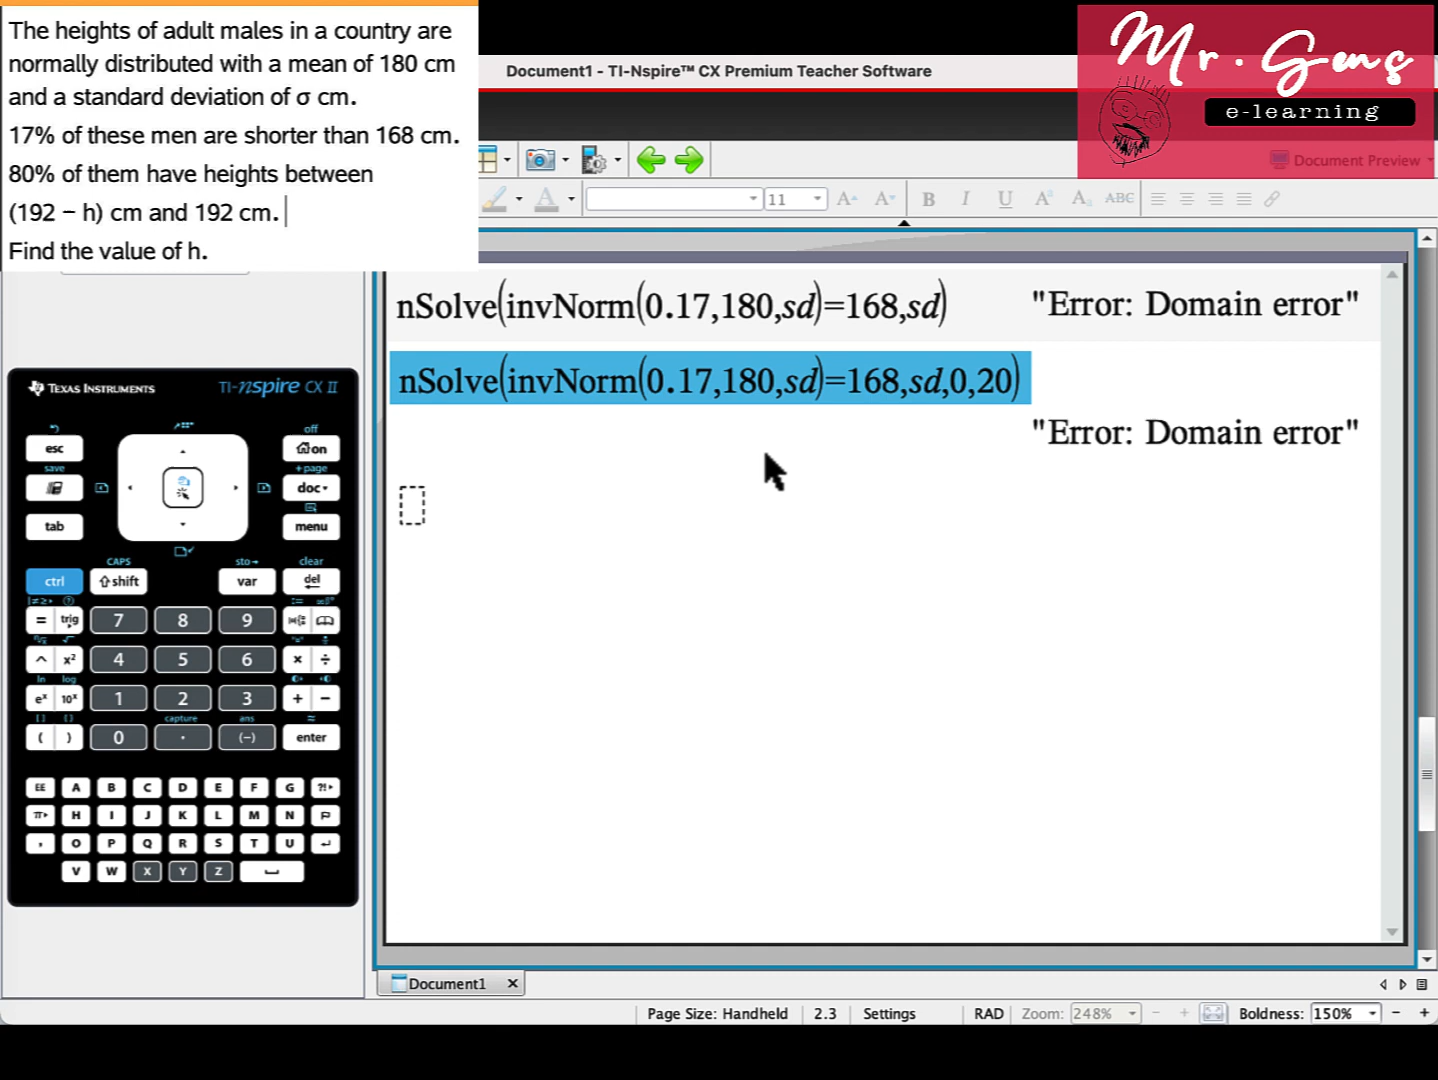 The heights of adult males in a country are
normally distributed with a mean of 180 cm
and a standard deviation of σ cm.
17% of these men are shorter than 168 cm.
80% of them have heights between
(192 − h) cm and 192 cm.
Find the value of h.
Document1 - TI-Nspire™ CX Premium Teacher Software
Mr. Gens
e-learning
Document Preview
A 11 A A B I U A A ABC
nSolve(invNorm(0.17,180,sd)=168,sd) "Error: Domain error"
nSolve(invNorm(0.17,180,sd)=168,sd,0,20)
"Error: Domain error"
TEXAS INSTRUMENTS TI-nspire CX II
off
esc on
save +page
doc
tab menu
CAPS sto→ clear
ctrl shift var del
= trig 7 8 9
^ x² 4 5 6 × ÷
ln log
eˣ 10ˣ 1 2 3 + −
capture ans ≈
( ) 0 . (−) enter
EE A B C D E F G ?!▸
π▸ H I J K L M N
, O P Q R S T U
V W X Y Z
Document1
Page Size: Handheld 2.3 Settings RAD Zoom: 248% − + Boldness: 150% − +